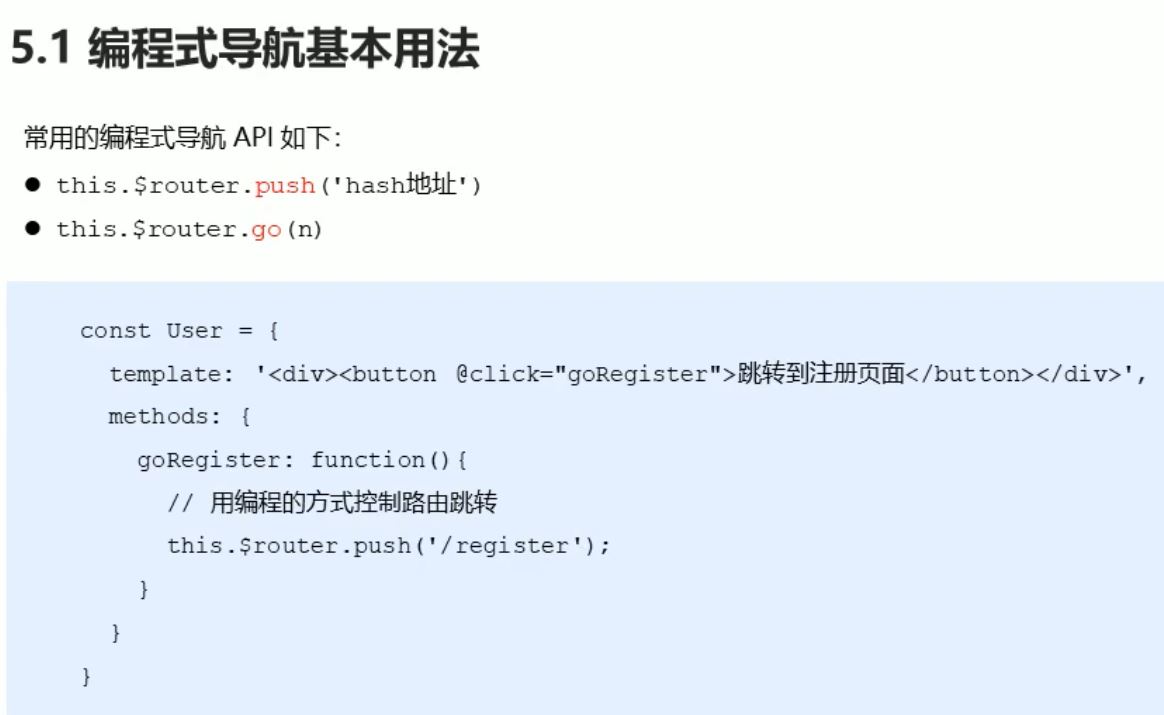 5.1 编程式导航基本用法
常用的编程式导航 API 如下：
● this.$router.push('hash地址')
● this.$router.go(n)
const User = {
  template: '<div><button @click="goRegister">跳转到注册页面</button></div>',
  methods: {
    goRegister: function(){
      // 用编程的方式控制路由跳转
      this.$router.push('/register');
    }
  }
}